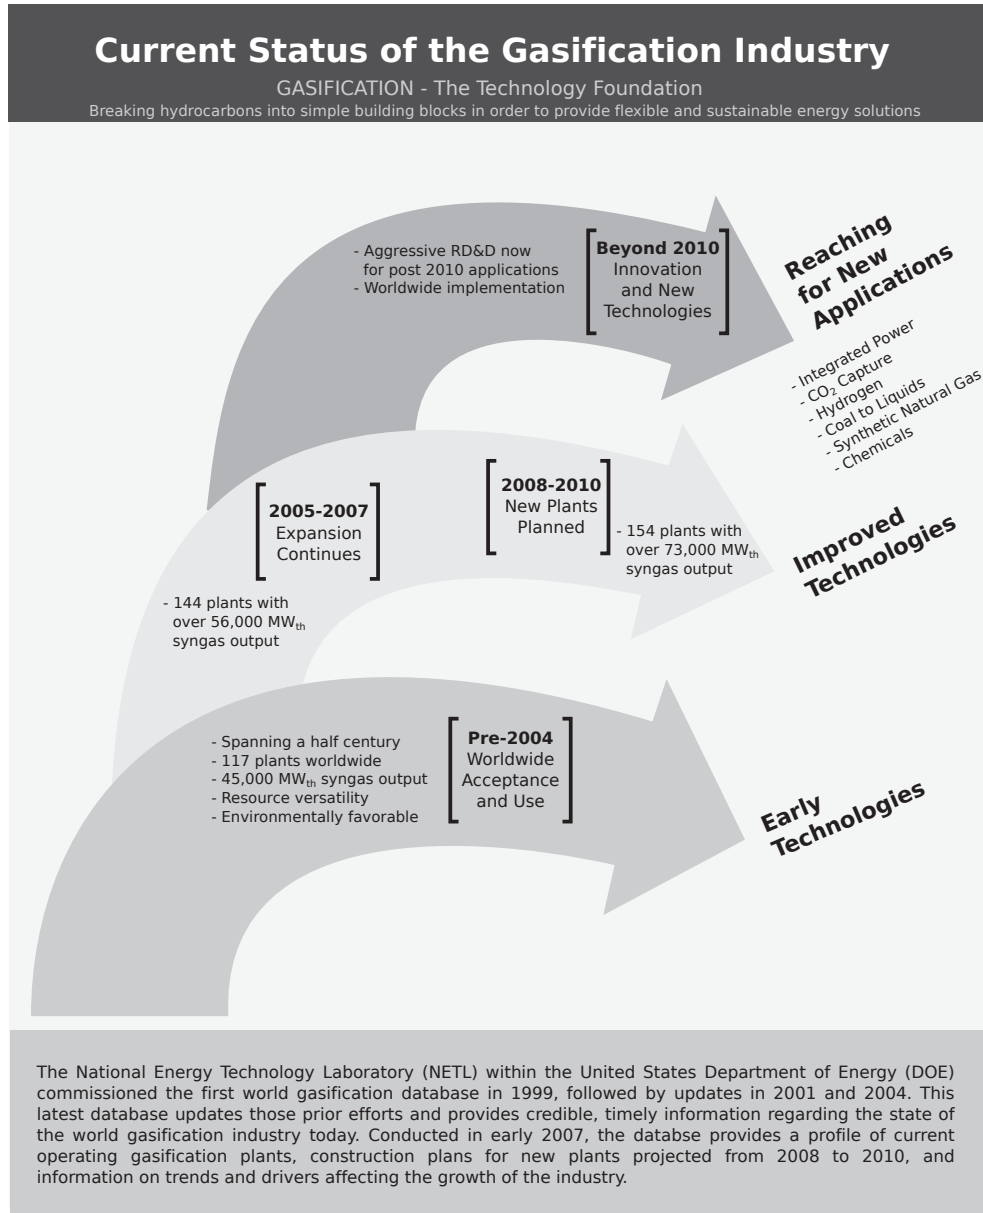 Current Status of the Gasification Industry
GASIFICATION - The Technology Foundation
Breaking hydrocarbons into simple building blocks in order to provide flexible and sustainable energy solutions
- Aggressive RD&D now
for post 2010 applications
- Worldwide implementation
Beyond 2010
Innovation
and New
Technologies
Reaching
for New
Applications
- Integrated Power
- CO₂ Capture
- Hydrogen
- Coal to Liquids
- Synthetic Natural Gas
- Chemicals
2005-2007
Expansion
Continues
- 144 plants with
over 56,000 MWth
syngas output
2008-2010
New Plants
Planned
- 154 plants with
over 73,000 MWth
syngas output
Improved
Technologies
- Spanning a half century
- 117 plants worldwide
- 45,000 MWth syngas output
- Resource versatility
- Environmentally favorable
Pre-2004
Worldwide
Acceptance
and Use
Early
Technologies
The National Energy Technology Laboratory (NETL) within the United States Department of Energy (DOE)
commissioned the first world gasification database in 1999, followed by updates in 2001 and 2004. This
latest database updates those prior efforts and provides credible, timely information regarding the state of
the world gasification industry today. Conducted in early 2007, the databse provides a profile of current
operating gasification plants, construction plans for new plants projected from 2008 to 2010, and
information on trends and drivers affecting the growth of the industry.